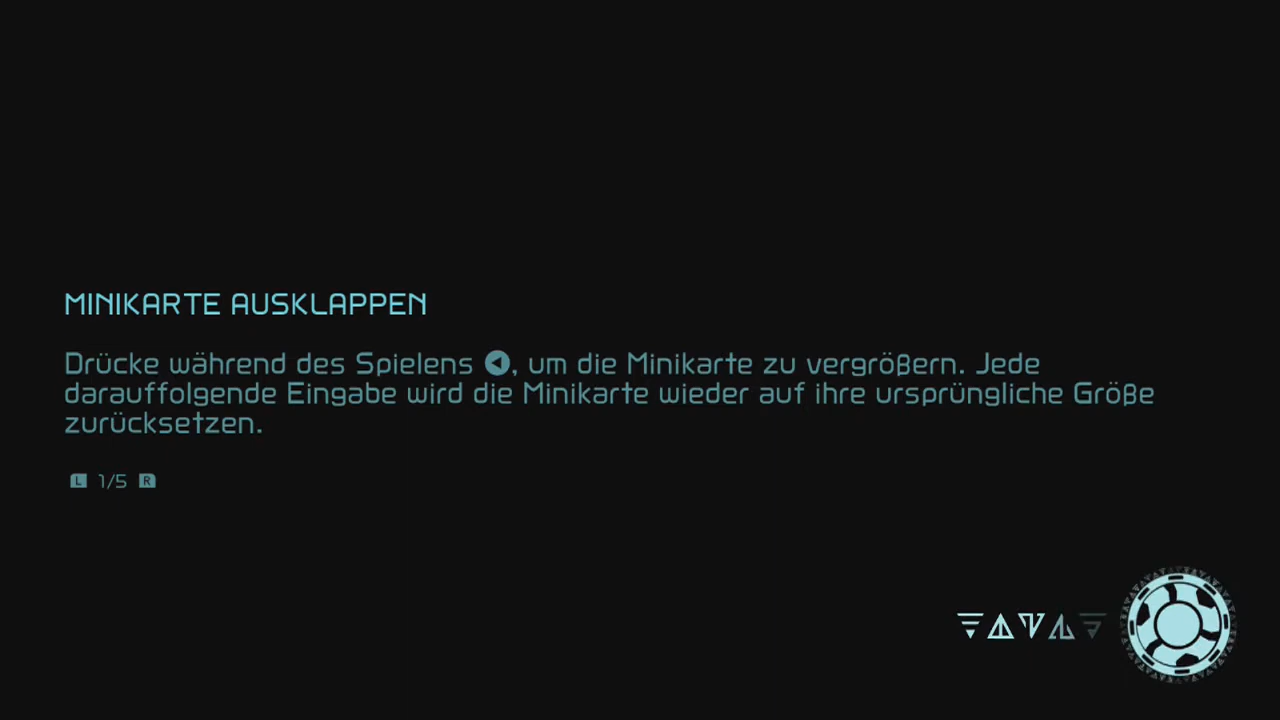 MINIKARTE AUSKLAPPEN
Drücke während des Spielens ◀, um die Minikarte zu vergrößern. Jede
darauffolgende Eingabe wird die Minikarte wieder auf ihre ursprüngliche Größe
zurücksetzen.
L 1/5 R